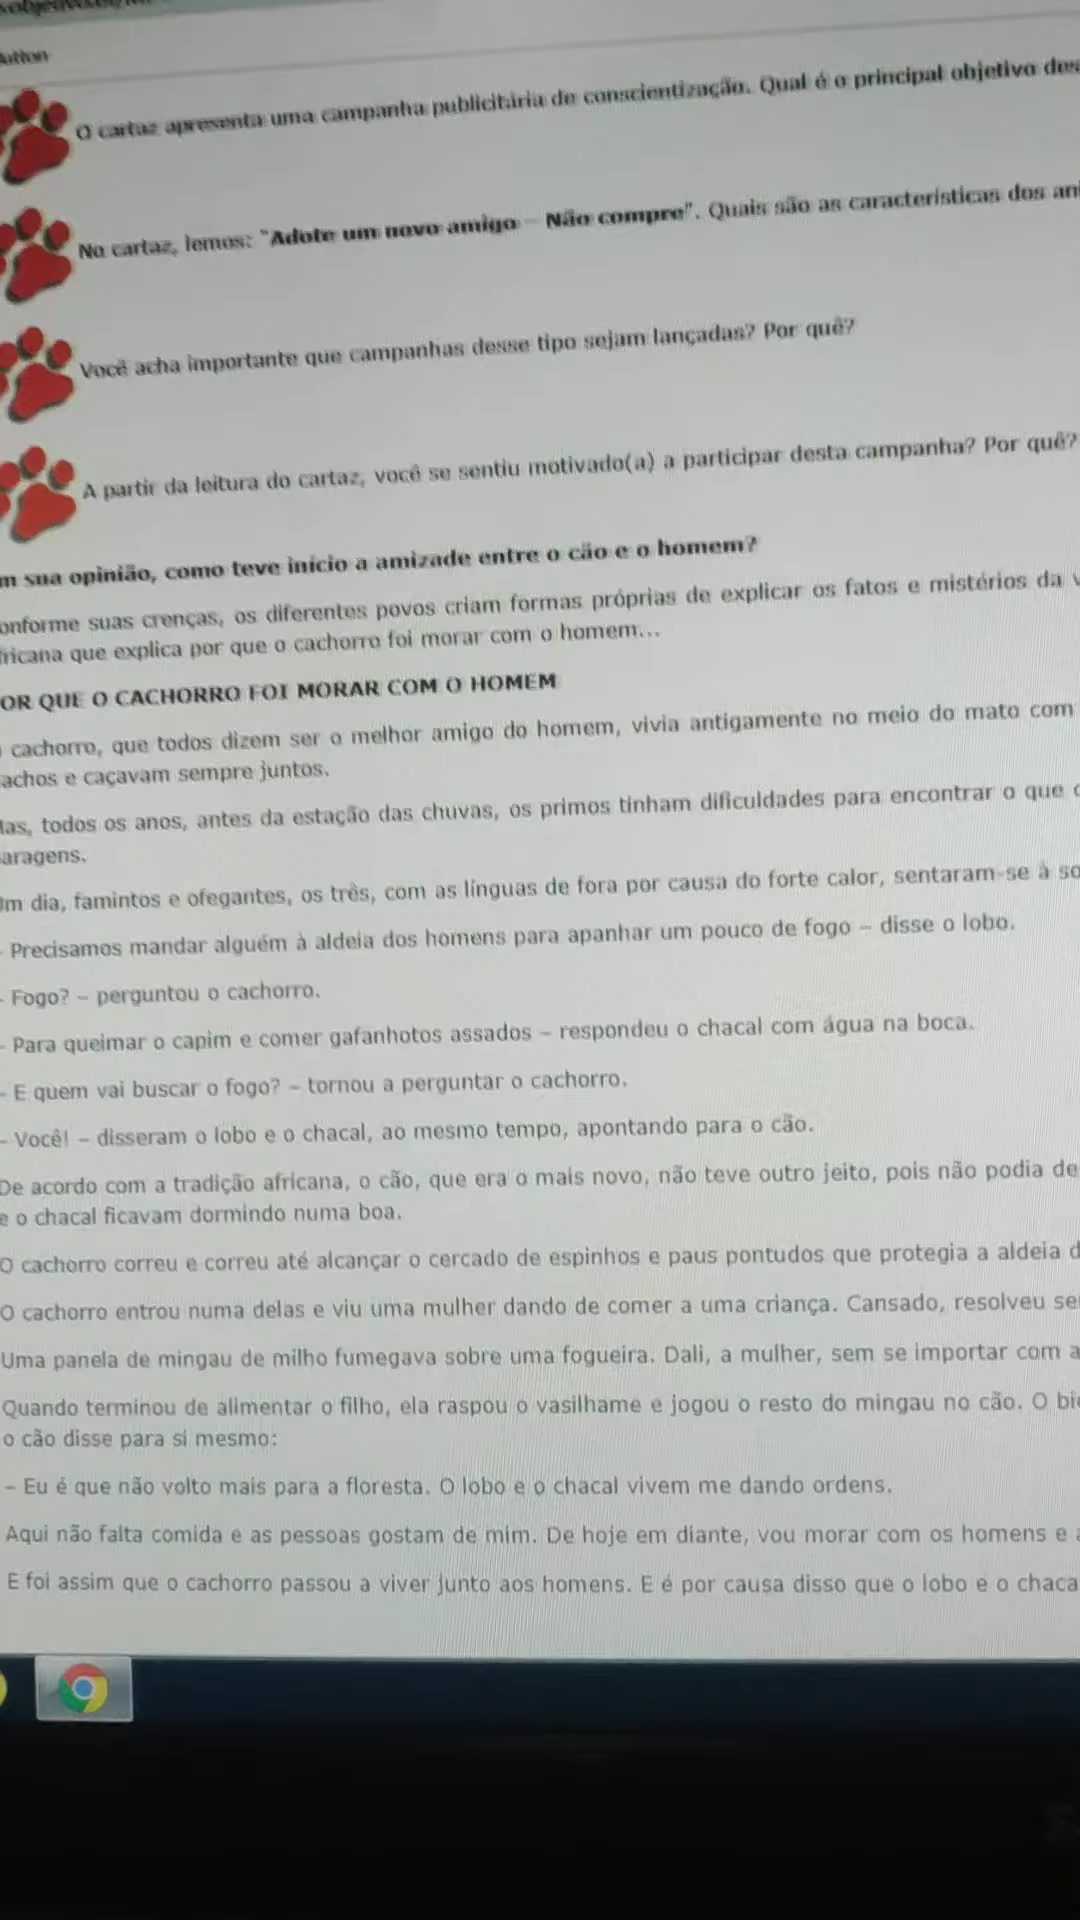 O cartaz apresenta uma campanha publicitária de conscientização. Qual é o principal objetivo des
No cartaz, lemos: "Adote um novo amigo – Não compre". Quais são as características dos ani
Você acha importante que campanhas desse tipo sejam lançadas? Por quê?
A partir da leitura do cartaz, você se sentiu motivado(a) a participar desta campanha? Por quê?
m sua opinião, como teve início a amizade entre o cão e o homem?
onforme suas crenças, os diferentes povos criam formas próprias de explicar os fatos e mistérios da v
fricana que explica por que o cachorro foi morar com o homem...
OR QUE O CACHORRO FOI MORAR COM O HOMEM
cachorro, que todos dizem ser o melhor amigo do homem, vivia antigamente no meio do mato com
achos e caçavam sempre juntos.
as, todos os anos, antes da estação das chuvas, os primos tinham dificuldades para encontrar o que c
aragens.
Um dia, famintos e ofegantes, os três, com as línguas de fora por causa do forte calor, sentaram-se à so
– Precisamos mandar alguém à aldeia dos homens para apanhar um pouco de fogo – disse o lobo.
– Fogo? – perguntou o cachorro.
– Para queimar o capim e comer gafanhotos assados – respondeu o chacal com água na boca.
– E quem vai buscar o fogo? – tornou a perguntar o cachorro.
– Você! – disseram o lobo e o chacal, ao mesmo tempo, apontando para o cão.
De acordo com a tradição africana, o cão, que era o mais novo, não teve outro jeito, pois não podia de
e o chacal ficavam dormindo numa boa.
O cachorro correu e correu até alcançar o cercado de espinhos e paus pontudos que protegia a aldeia d
O cachorro entrou numa delas e viu uma mulher dando de comer a uma criança. Cansado, resolveu se
Uma panela de mingau de milho fumegava sobre uma fogueira. Dali, a mulher, sem se importar com a
Quando terminou de alimentar o filho, ela raspou o vasilhame e jogou o resto do mingau no cão. O bi
o cão disse para si mesmo:
– Eu é que não volto mais para a floresta. O lobo e o chacal vivem me dando ordens.
Aqui não falta comida e as pessoas gostam de mim. De hoje em diante, vou morar com os homens e a
E foi assim que o cachorro passou a viver junto aos homens. E é por causa disso que o lobo e o chaca